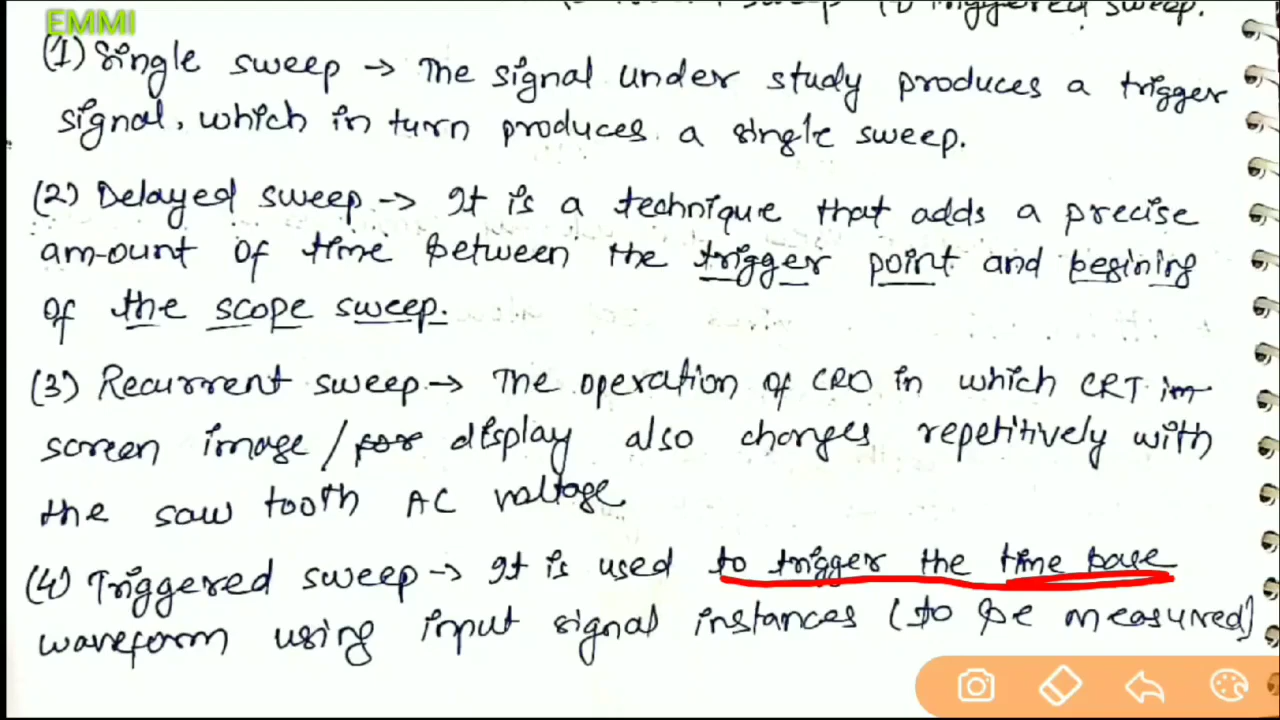 EMMI
sweep Triggered sweep.
(1) Single sweep → The signal under study produces a trigger
signal, which in turn produces a single sweep.
(2) Delayed sweep → It is a technique that adds a precise
amount of time between the trigger point and begining
of the scope sweep.
(3) Recurrent sweep → The operation of CRO in which CRT im
screen image / for display also changes repetitively with
the saw tooth AC voltage
(4) Triggered sweep → It is used to trigger the time base
waveform using input signal instances (to be measured)